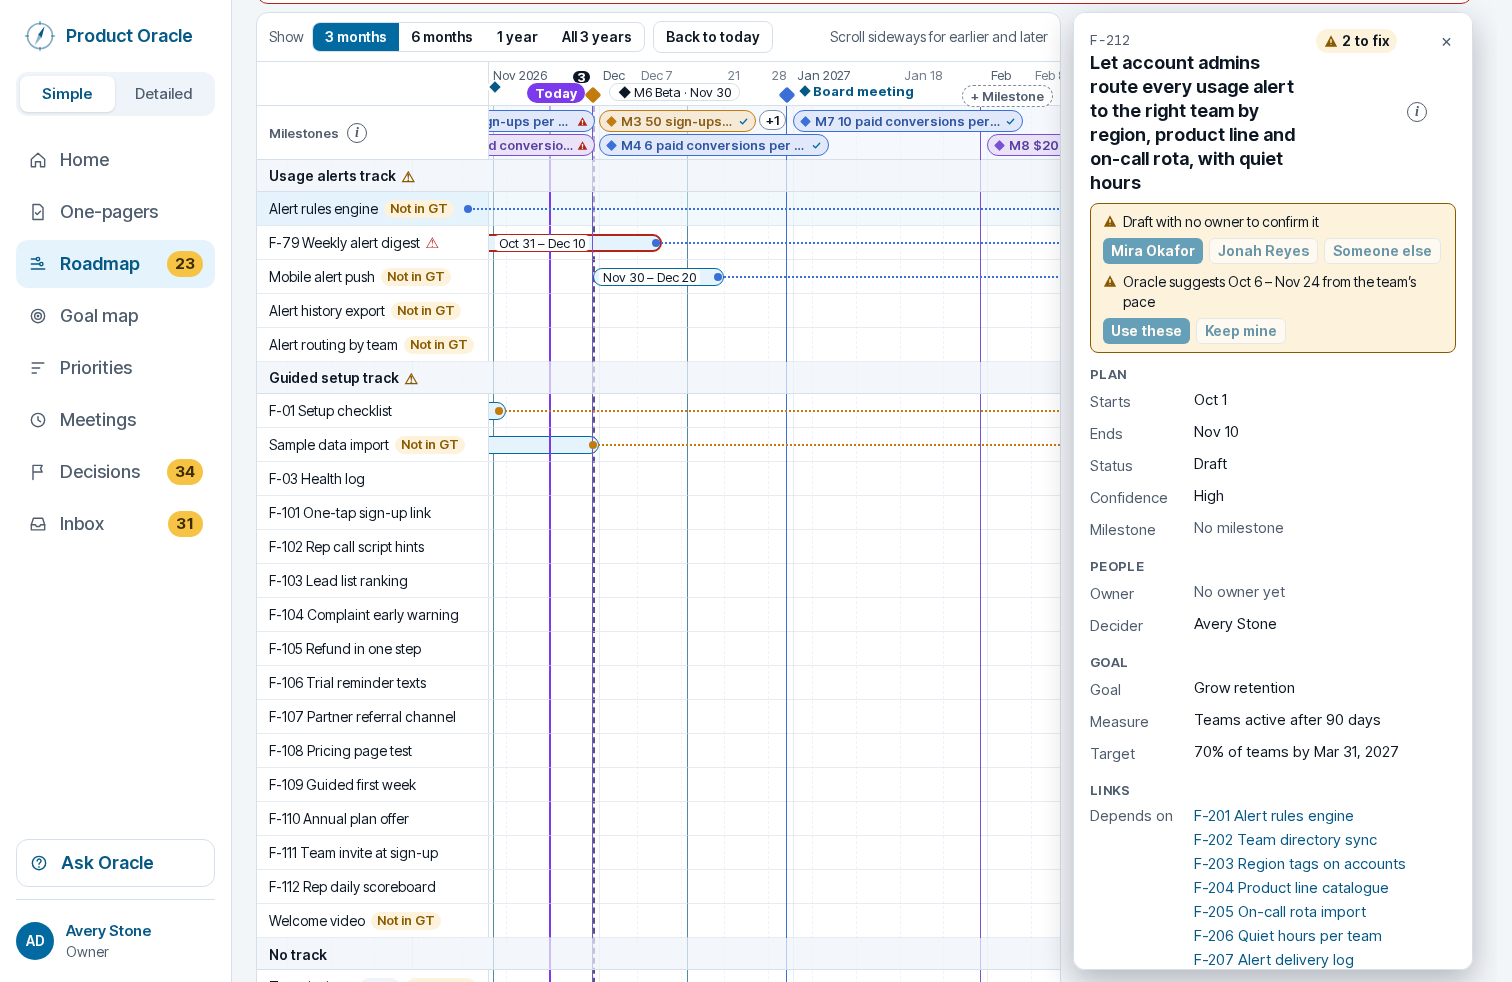 Product Oracle
Simple
Detailed
Home
One-pagers
Roadmap 23
Goal map
Priorities
Meetings
Decisions 34
Inbox 31
Ask Oracle
AD
Avery Stone
Owner
Show
3 months
6 months
1 year
All 3 years
Back to today
Scroll sideways for earlier and later
Nov 2026
3
Dec
Dec 7
21
28
Jan 2027
Jan 18
Feb
Feb
Today
M6 Beta · Nov 30
Board meeting
+ Milestone
Milestones
gn-ups per ...
M3 50 sign-ups...
+1
M7 10 paid conversions per...
d conversio...
M4 6 paid conversions per ...
M8 $20
Usage alerts track
Alert rules engine Not in GT
F-79 Weekly alert digest
Oct 31 – Dec 10
Mobile alert push Not in GT
Nov 30 – Dec 20
Alert history export Not in GT
Alert routing by team Not in GT
Guided setup track
F-01 Setup checklist
Sample data import Not in GT
F-03 Health log
F-101 One-tap sign-up link
F-102 Rep call script hints
F-103 Lead list ranking
F-104 Complaint early warning
F-105 Refund in one step
F-106 Trial reminder texts
F-107 Partner referral channel
F-108 Pricing page test
F-109 Guided first week
F-110 Annual plan offer
F-111 Team invite at sign-up
F-112 Rep daily scoreboard
Welcome video Not in GT
No track
F-212
2 to fix
Let account admins
route every usage alert
to the right team by
region, product line and
on-call rota, with quiet
hours
Draft with no owner to confirm it
Mira Okafor
Jonah Reyes
Someone else
Oracle suggests Oct 6 – Nov 24 from the team's
pace
Use these
Keep mine
PLAN
Starts Oct 1
Ends Nov 10
Status Draft
Confidence High
Milestone No milestone
PEOPLE
Owner No owner yet
Decider Avery Stone
GOAL
Goal Grow retention
Measure Teams active after 90 days
Target 70% of teams by Mar 31, 2027
LINKS
Depends on F-201 Alert rules engine
F-202 Team directory sync
F-203 Region tags on accounts
F-204 Product line catalogue
F-205 On-call rota import
F-206 Quiet hours per team
F-207 Alert delivery log